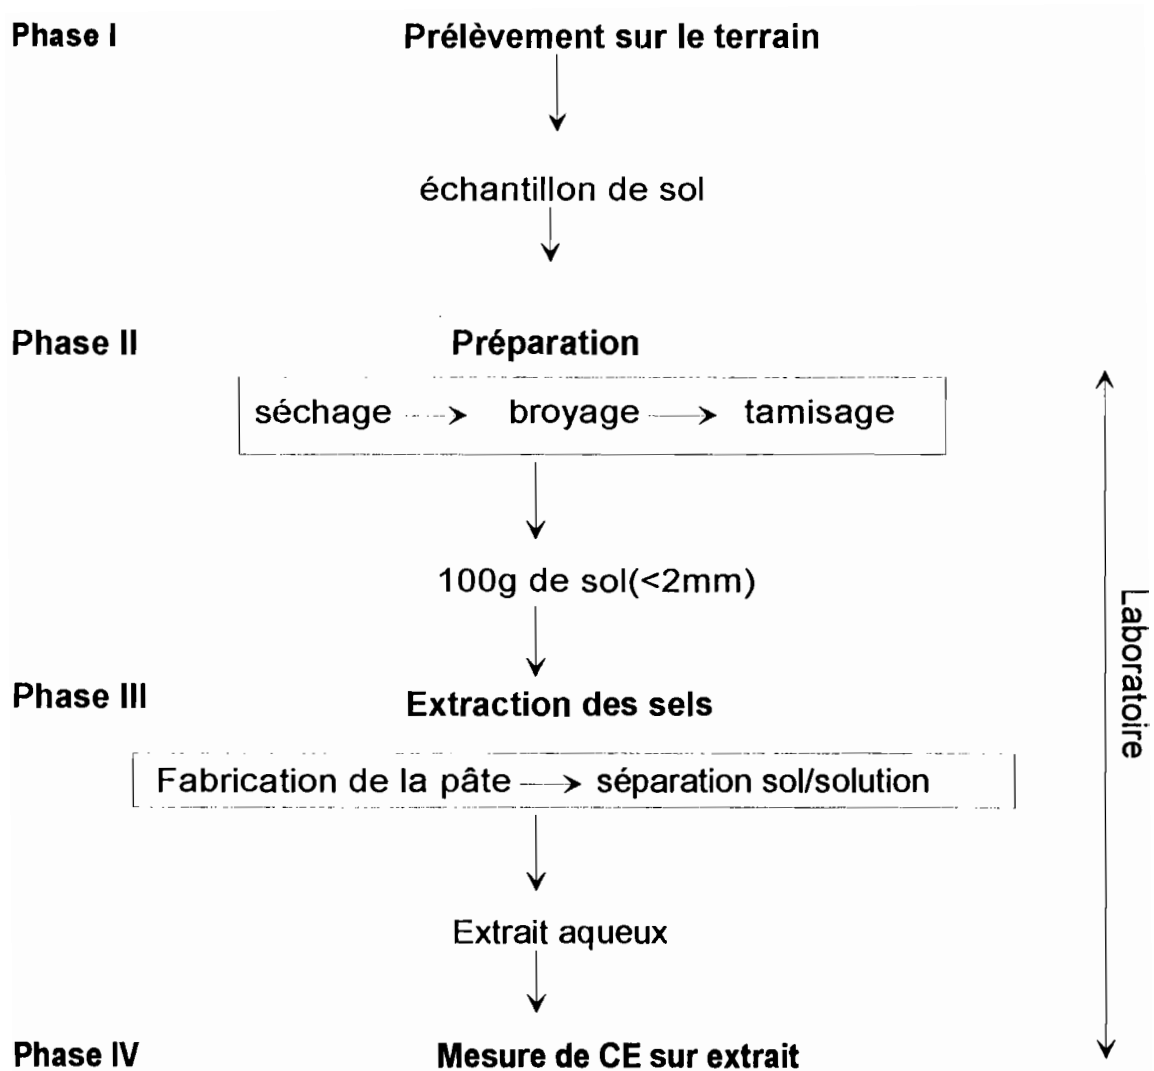 Phase I Prélèvement sur le terrain
échantillon de sol
Phase II Préparation
séchage broyage tamisage
100g de sol(<2mm)
Phase III Extraction des sels
Fabrication de la pâte séparation sol/solution
Extrait aqueux
Phase IV Mesure de CE sur extrait
Laboratoire